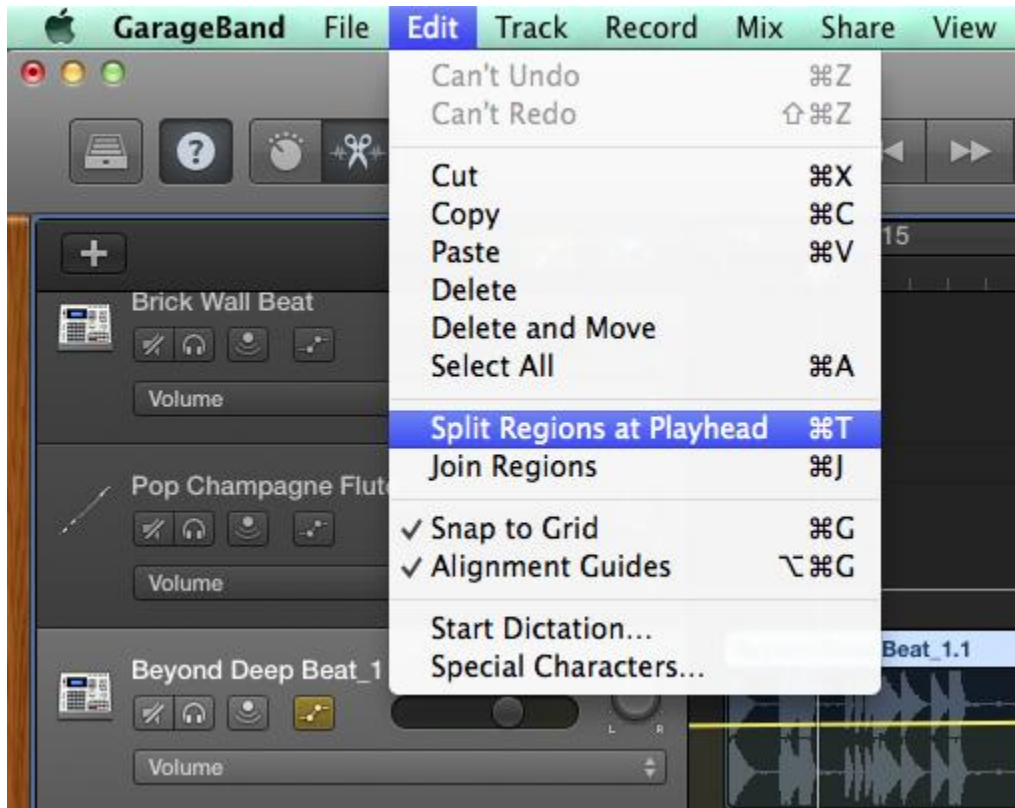 GarageBand File Edit Track Record Mix Share View
Can't Undo ⌘Z
Can't Redo ⇧⌘Z
Cut ⌘X
Copy ⌘C
Paste ⌘V
Delete
Delete and Move
Select All ⌘A
Split Regions at Playhead ⌘T
Join Regions ⌘J
✓ Snap to Grid ⌘G
✓ Alignment Guides ⌥⌘G
Start Dictation...
Special Characters...
?
15
+
Brick Wall Beat
Volume
Pop Champagne Flut
Volume
Beyond Deep Beat_1
L R
Volume
Beat_1.1